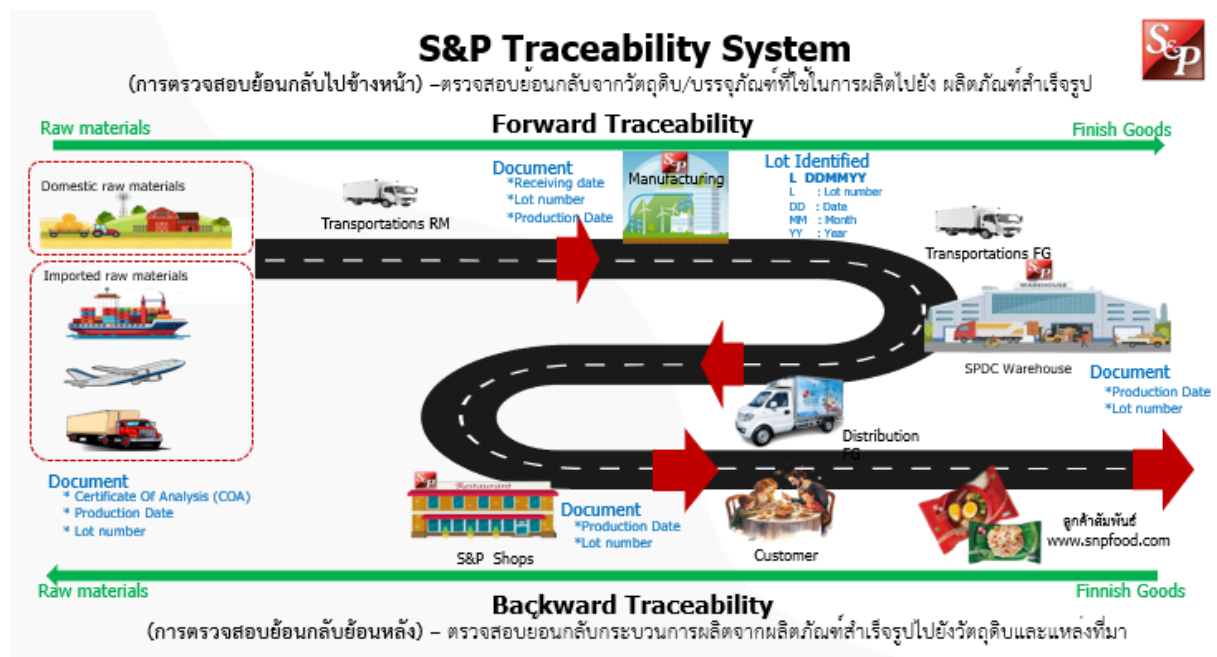 S&P Traceability System
S&P
(การตรวจสอบย้อนกลับไปข้างหน้า) –ตรวจสอบย้อนกลับจากวัตถุดิบ/บรรจุภัณฑ์ที่ใช้ในการผลิตไปยัง ผลิตภัณฑ์สำเร็จรูป
Raw materials
Forward Traceability
Finish Goods
Domestic raw materials
Transportations RM
Document
*Receiving date
*Lot number
*Production Date
S&P
Manufacturing
Lot Identified
L DDMMYY
L : Lot number
DD : Date
MM : Month
YY : Year
Transportations FG
Imported raw materials
S&P
WAREHOUSE
SPDC Warehouse
Document
*Production Date
*Lot number
Distribution
FG
Document
* Certificate Of Analysis (COA)
* Production Date
* Lot number
S&P
Restaurant
S&P Shops
Document
*Production Date
*Lot number
Customer
ลูกค้าสัมพันธ์
www.snpfood.com
Raw materials
Finnish Goods
Backward Traceability
(การตรวจสอบย้อนกลับย้อนหลัง) – ตรวจสอบย้อนกลับกระบวนการผลิตจากผลิตภัณฑ์สำเร็จรูปไปยังวัตถุดิบและแหล่งที่มา